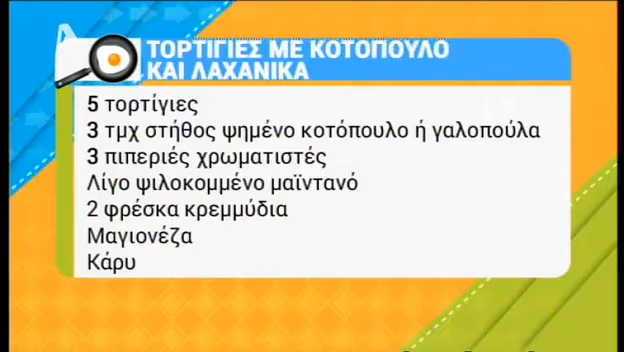 ΤΟΡΤΙΓΙΕΣ ΜΕ ΚΟΤΟΠΟΥΛΟ
ΚΑΙ ΛΑΧΑΝΙΚΑ
5 τορτίγιες
3 τμχ στήθος ψημένο κοτόπουλο ή γαλοπούλα
3 πιπεριές χρωματιστές
Λίγο ψιλοκομμένο μαϊντανό
2 φρέσκα κρεμμύδια
Μαγιονέζα
Κάρυ